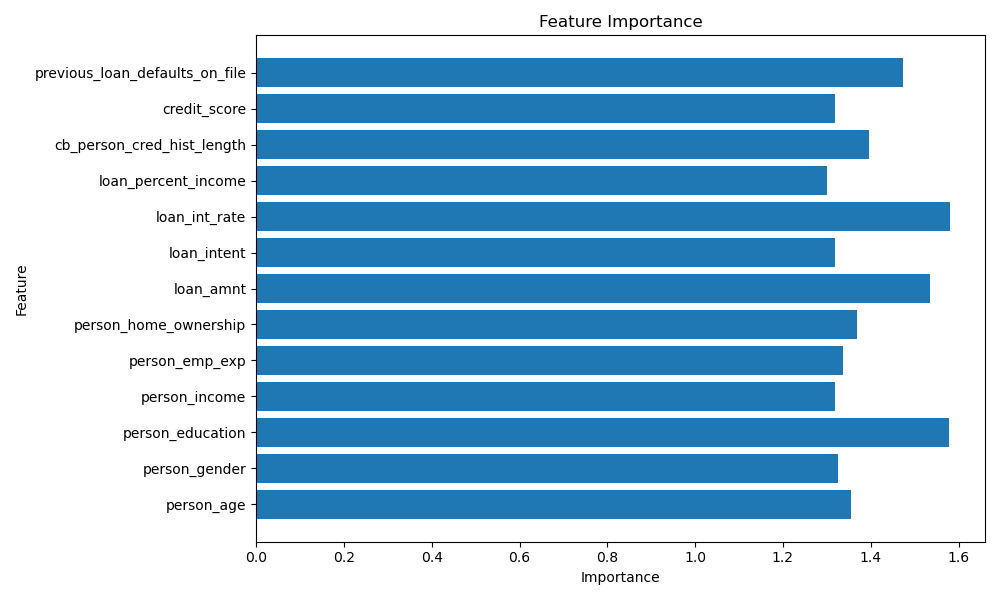 Feature Importance
previous_loan_defaults_on_file
credit_score
cb_person_cred_hist_length
loan_percent_income
loan_int_rate
loan_intent
loan_amnt
person_home_ownership
person_emp_exp
person_income
person_education
person_gender
person_age
Feature
0.0 0.2 0.4 0.6 0.8 1.0 1.2 1.4 1.6
Importance